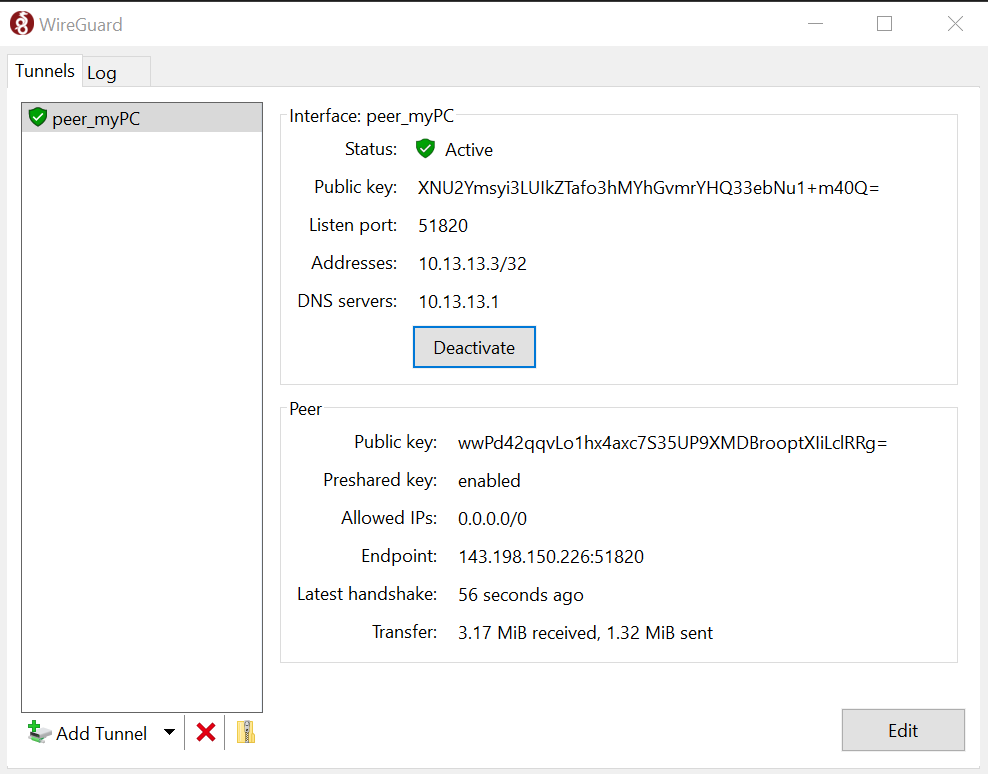 WireGuard
Tunnels
Log
peer_myPC
Interface: peer_myPC
Status: Active
Public key: XNU2Ymsyi3LUIkZTafo3hMYhGvmrYHQ33ebNu1+m40Q=
Listen port: 51820
Addresses: 10.13.13.3/32
DNS servers: 10.13.13.1
Deactivate
Peer
Public key: wwPd42qqvLo1hx4axc7S35UP9XMDBrooptXIiLclRRg=
Preshared key: enabled
Allowed IPs: 0.0.0.0/0
Endpoint: 143.198.150.226:51820
Latest handshake: 56 seconds ago
Transfer: 3.17 MiB received, 1.32 MiB sent
Add Tunnel
Edit